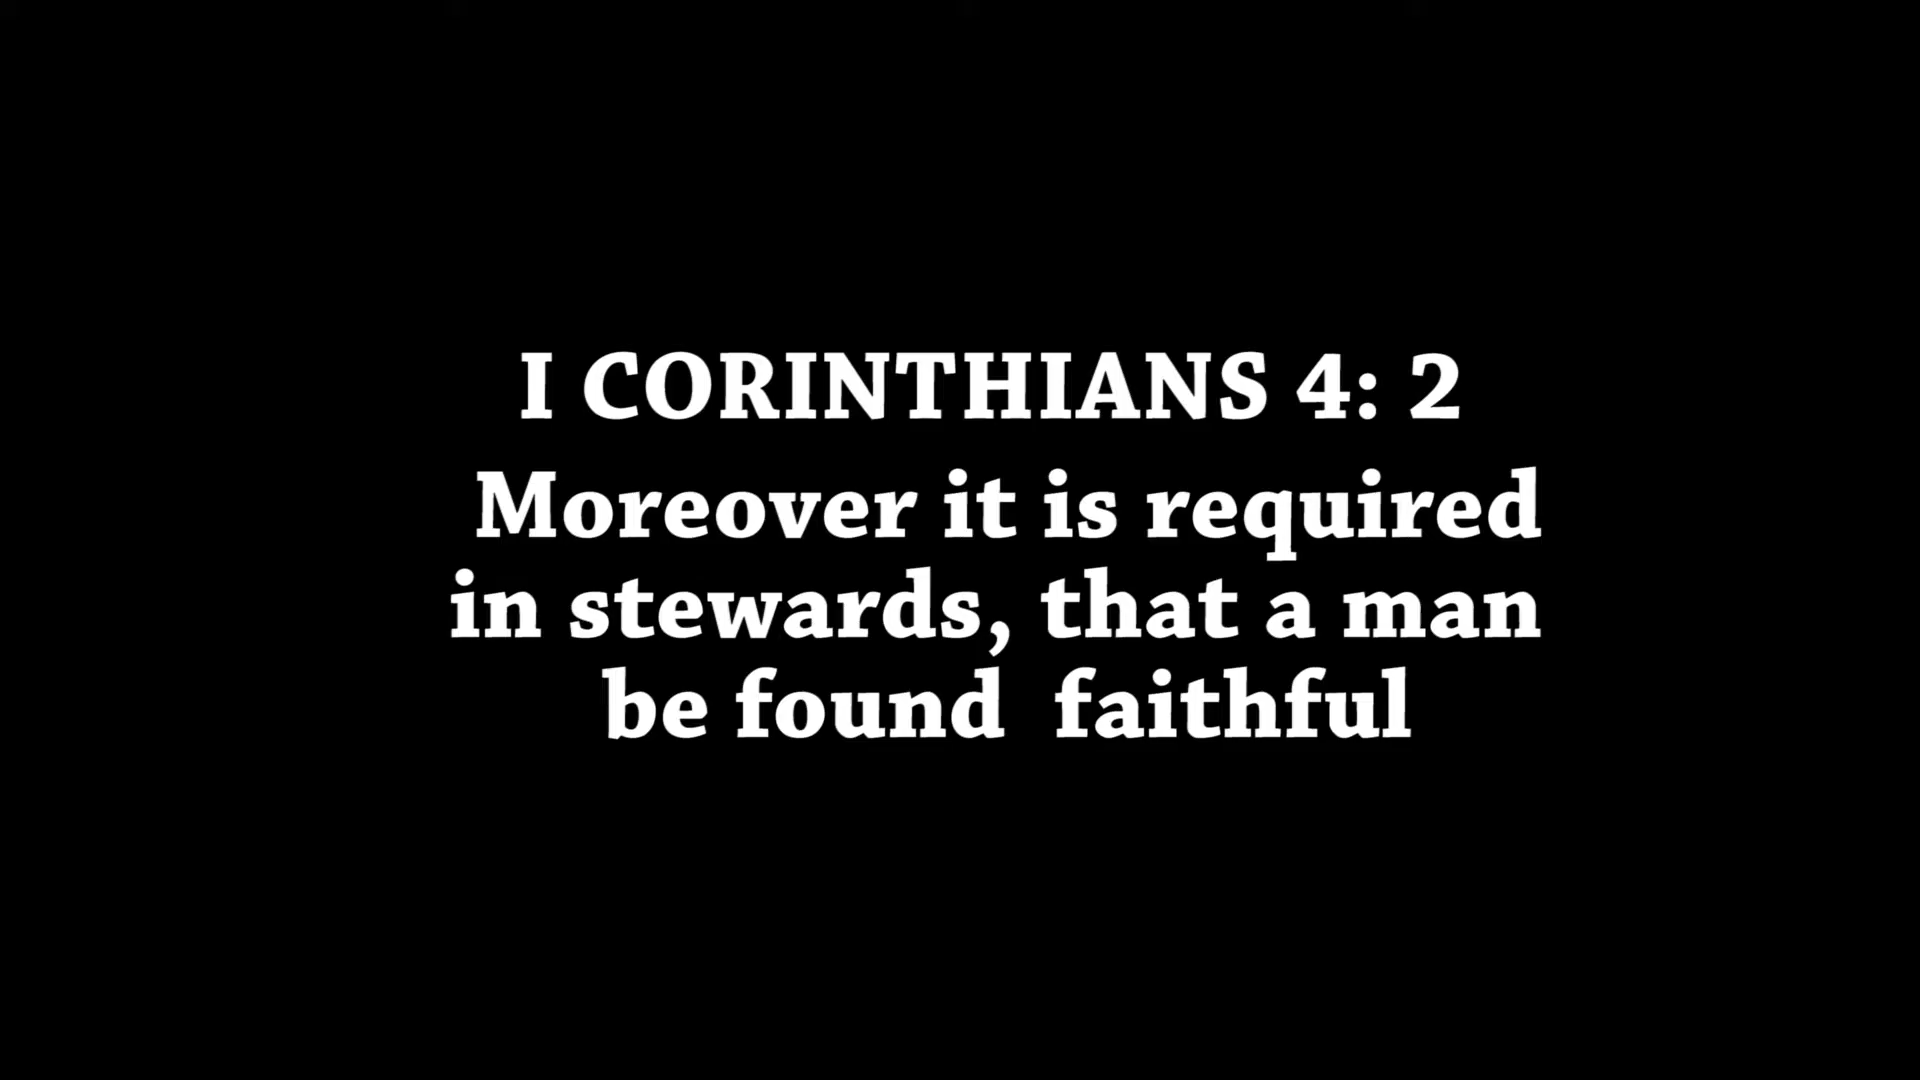 I CORINTHIANS 4: 2
Moreover it is required
in stewards, that a man
be found  faithful